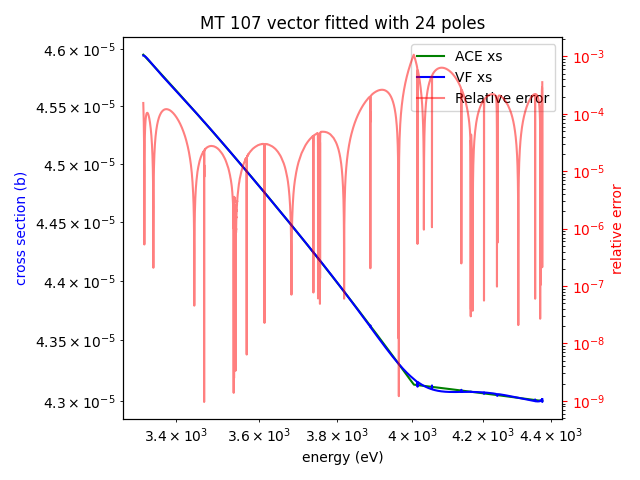 MT 107 vector fitted with 24 poles
ACE xs
VF xs
Relative error
cross section (b)
4.6 × 10⁻⁵
4.55 × 10⁻⁵
4.5 × 10⁻⁵
4.45 × 10⁻⁵
4.4 × 10⁻⁵
4.35 × 10⁻⁵
4.3 × 10⁻⁵
10⁻³
10⁻⁴
10⁻⁵
10⁻⁶
10⁻⁷
10⁻⁸
10⁻⁹
relative error
3.4 × 10³ 3.6 × 10³ 3.8 × 10³ 4 × 10³ 4.2 × 10³ 4.4 × 10³
energy (eV)